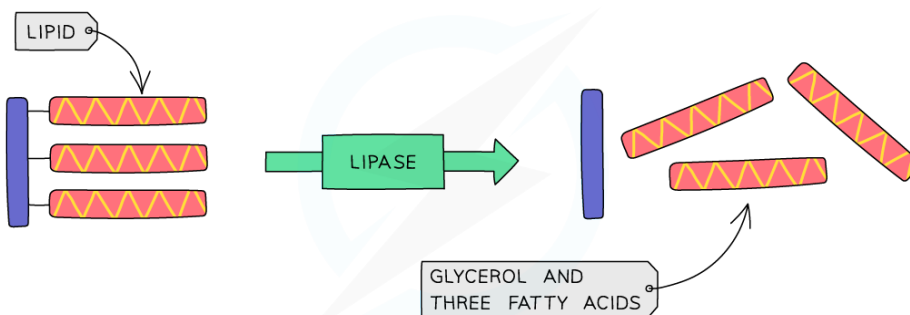 LIPID
LIPASE
GLYCEROL AND
THREE FATTY ACIDS